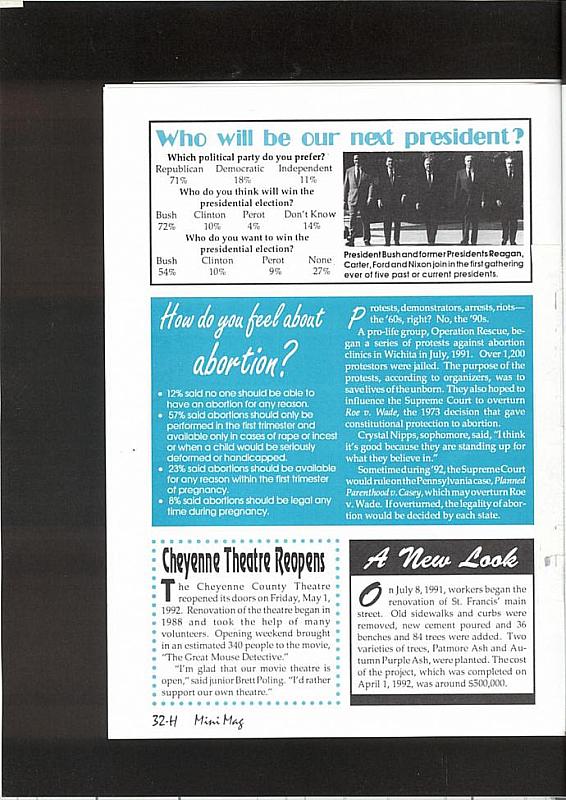 Who will be our next president?
Which political party do you prefer?
Republican Democratic Independent
71% 18% 11%
Who do you think will win the
presidential election?
Bush Clinton Perot Don't Know
72% 10% 4% 14%
Who do you want to win the
presidential election?
Bush Clinton Perot None
54% 10% 9% 27%
President Bush and former Presidents Reagan,
Carter, Ford and Nixon join in the first gathering
ever of five past or current presidents.
How do you feel about
abortion?
• 12% said no one should be able to
have an abortion for any reason.
• 57% said abortions should only be
performed in the first trimester and
available only in cases of rape or incest
or when a child would be seriously
deformed or handicapped.
• 23% said abortions should be available
for any reason within the first trimester
of pregnancy.
• 8% said abortions should be legal any
time during pregnancy.
Protests, demonstrators, arrests, riots—
the '60s, right? No, the '90s.
A pro-life group, Operation Rescue, be-
gan a series of protests against abortion
clinics in Wichita in July, 1991. Over 1,200
protestors were jailed. The purpose of the
protests, according to organizers, was to
save lives of the unborn. They also hoped to
influence the Supreme Court to overturn
Roe v. Wade, the 1973 decision that gave
constitutional protection to abortion.
Crystal Nipps, sophomore, said, "I think
it's good because they are standing up for
what they believe in."
Sometime during '92, the Supreme Court
would rule on the Pennsylvania case, Planned
Parenthood v. Casey, which may overturn Roe
v. Wade. If overturned, the legality of abor-
tion would be decided by each state.
Cheyenne Theatre Reopens
The Cheyenne County Theatre
reopened its doors on Friday, May 1,
1992. Renovation of the theatre began in
1988 and took the help of many
volunteers. Opening weekend brought
in an estimated 340 people to the movie,
"The Great Mouse Detective."
"I'm glad that our movie theatre is
open," said junior Brett Poling. "I'd rather
support our own theatre."
A New Look
On July 8, 1991, workers began the
renovation of St. Francis' main
street. Old sidewalks and curbs were
removed, new cement poured and 36
benches and 84 trees were added. Two
varieties of trees, Patmore Ash and Au-
tumn Purple Ash, were planted. The cost
of the project, which was completed on
April 1, 1992, was around $500,000.
32-H Mini Mag